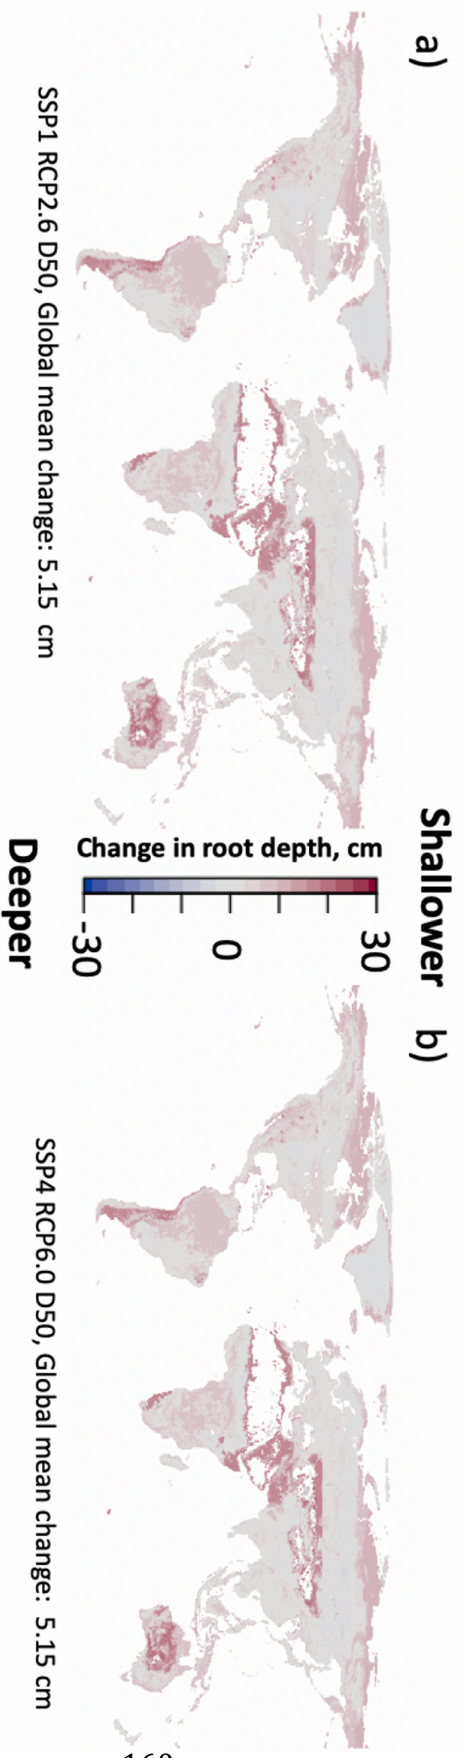 a)
SSP1 RCP2.6 D50, Global mean change: 5.15 cm
Shallower
Change in root depth, cm
30
0
-30
Deeper
b)
SSP4 RCP6.0 D50, Global mean change: 5.15 cm